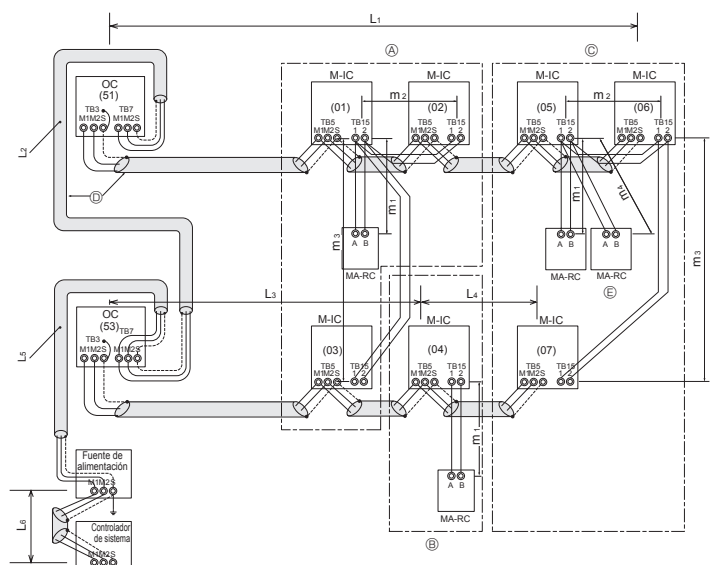 L1
Ⓐ
Ⓒ
M-IC
M-IC
M-IC
M-IC
OC
(51)
TB3
TB7
M1M2S
M1M2S
(01)
m2
(02)
(05)
m2
(06)
TB5
M1M2S
TB15
1 2
TB5
M1M2S
TB15
1 2
TB5
M1M2S
TB15
1 2
TB5
M1M2S
TB15
1 2
L2
Ⓓ
m1
m3
m1
m4
m3
A B
MA-RC
A B
MA-RC
A B
MA-RC
Ⓔ
L3
L4
OC
(53)
TB3
TB7
M1M2S
M1M2S
L5
M-IC
(03)
TB5
M1M2S
TB15
1 2
M-IC
(04)
TB5
M1M2S
TB15
1 2
M-IC
(07)
TB5
M1M2S
TB15
1 2
m1
A B
MA-RC
Ⓑ
Fuente de
alimentación
M1M2S
L6
Controlador
de sistema
M1M2S